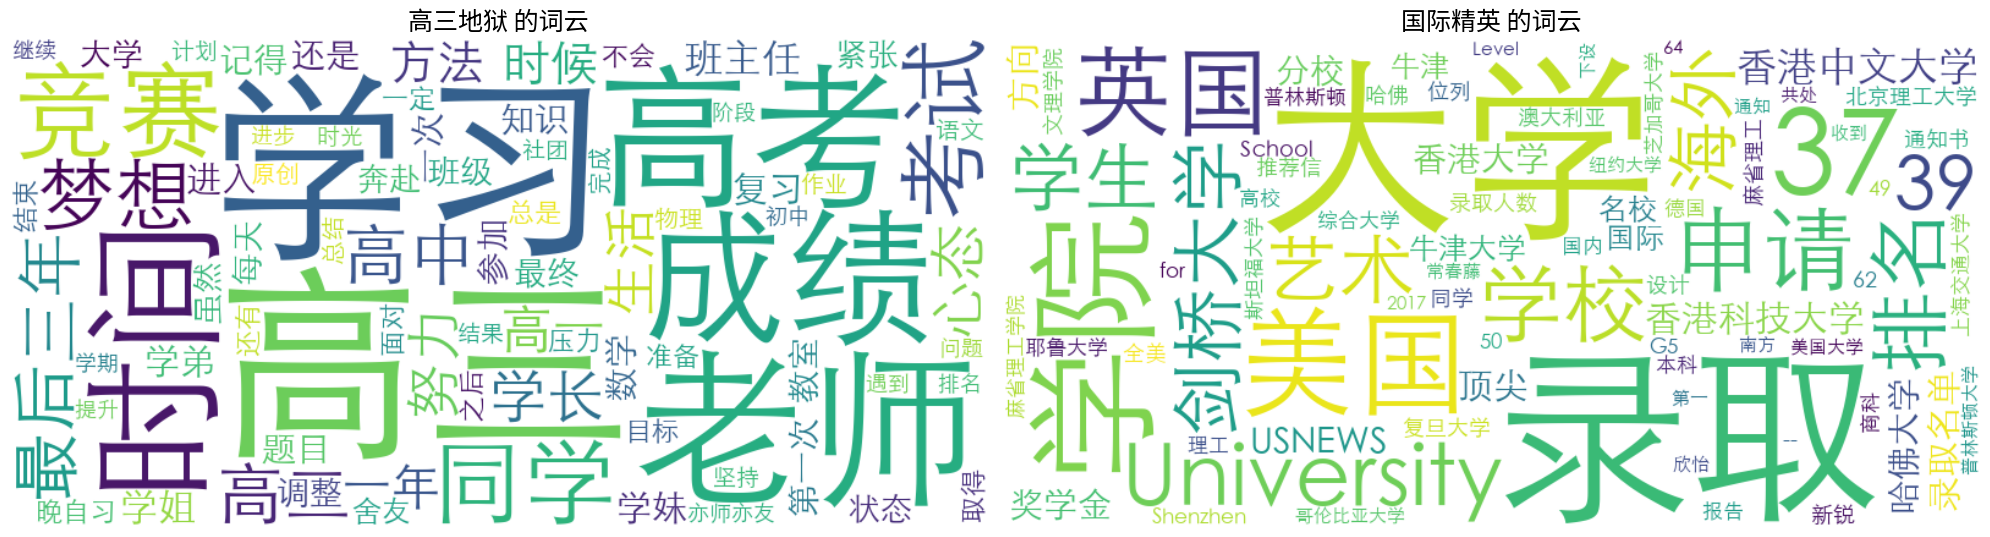 高三地狱 的词云
继续
大学
计划
记得
还是
方法
时候
不会
班主任
紧张
考试
竞赛
学习
高考
一定
一次
知识
阶段
语文
进步
时光
社团
完成
梦想
进入
原创
奔赴
班级
复习
作业
结束
总是
生活
物理
初中
心态
最后三年
时间
虽然
每天
总结
高中
参加
最终
成绩
高三
高二
还有
面对
努力
结果
压力
准备
教室
问题
学期
学弟
之后
学长
数学
老师
遇到
排名
提升
题目
同学
目标
第一次
坚持
晚自习
学姐
高一
调整
一年
舍友
学妹
亦师亦友
状态
取得
国际精英 的词云
方向
文理学院
英国
分校
牛津
Level
下设
64
香港中文大学
普林斯顿
哈佛
位列
共处
北京理工大学
大学
澳大利亚
芝加哥大学
海外
通知
37
收到
通知书
School
推荐信
香港大学
纽约大学
麻省理工
39
49
学生
高校
录取人数
名校
德国
学院
剑桥大学
斯坦福大学
综合大学
牛津大学
国内
国际
申请
排名
上海交通大学
for
艺术
常春藤
学校
设计
62
2017
同学
香港科技大学
麻省理工学院
耶鲁大学
全美
美国
50
G5
本科
南方
美国大学
顶尖
第一
商科
哈佛大学
录取名单
普林斯顿大学
理工
USNEWS
复旦大学
录取
--
University
欣怡
奖学金
Shenzhen
哥伦比亚大学
报告
新锐